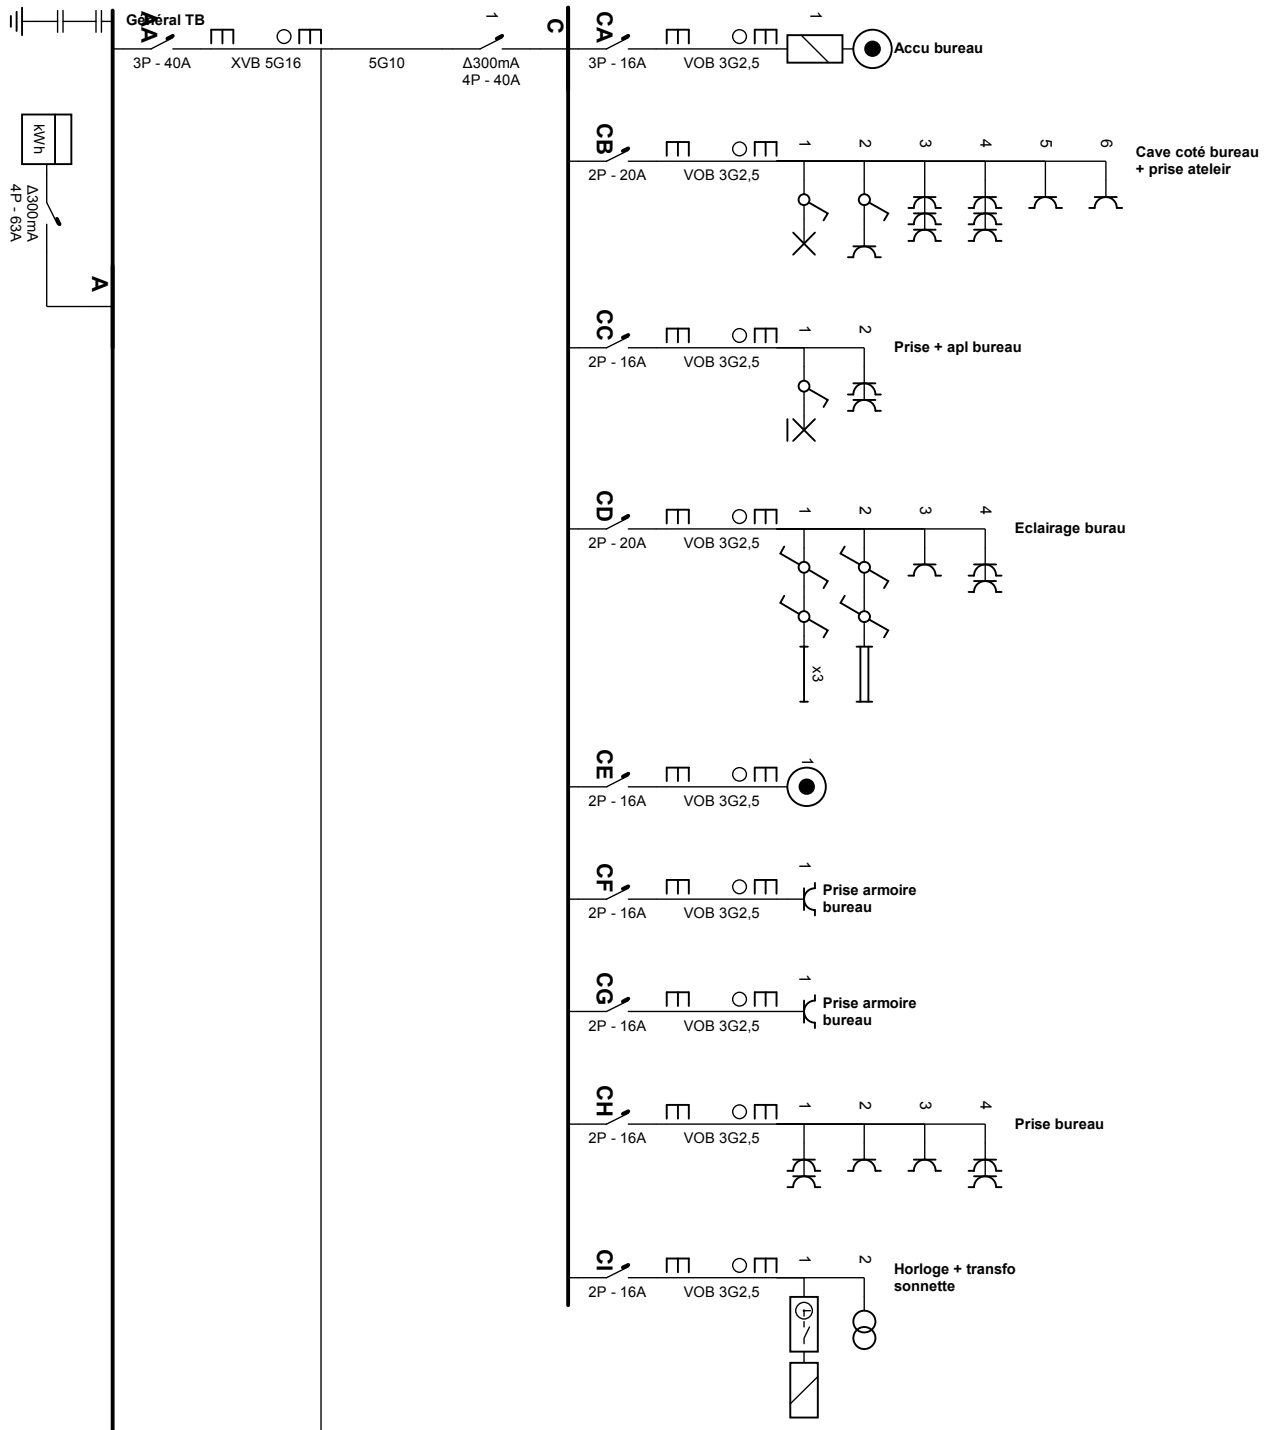 Général TB
AA
3P - 40A
XVB 5G16
5G10
1
Δ300mA
4P - 40A
C
kWh
Δ300mA
4P - 63A
A
CA
3P - 16A
VOB 3G2,5
1
Accu bureau
CB
2P - 20A
VOB 3G2,5
1 2 3 4 5 6
Cave coté bureau
+ prise ateleir
CC
2P - 16A
VOB 3G2,5
1 2
Prise + apl bureau
CD
2P - 20A
VOB 3G2,5
1 2 3 4
x3
Eclairage burau
CE
2P - 16A
VOB 3G2,5
1
CF
2P - 16A
VOB 3G2,5
1
Prise armoire
bureau
CG
2P - 16A
VOB 3G2,5
1
Prise armoire
bureau
CH
2P - 16A
VOB 3G2,5
1 2 3 4
Prise bureau
CI
2P - 16A
VOB 3G2,5
1 2
Horloge + transfo
sonnette